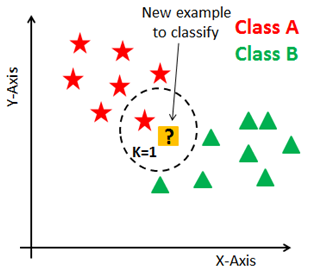 New example
to classify
Class A
Class B
Y-Axis
?
K=1
X-Axis